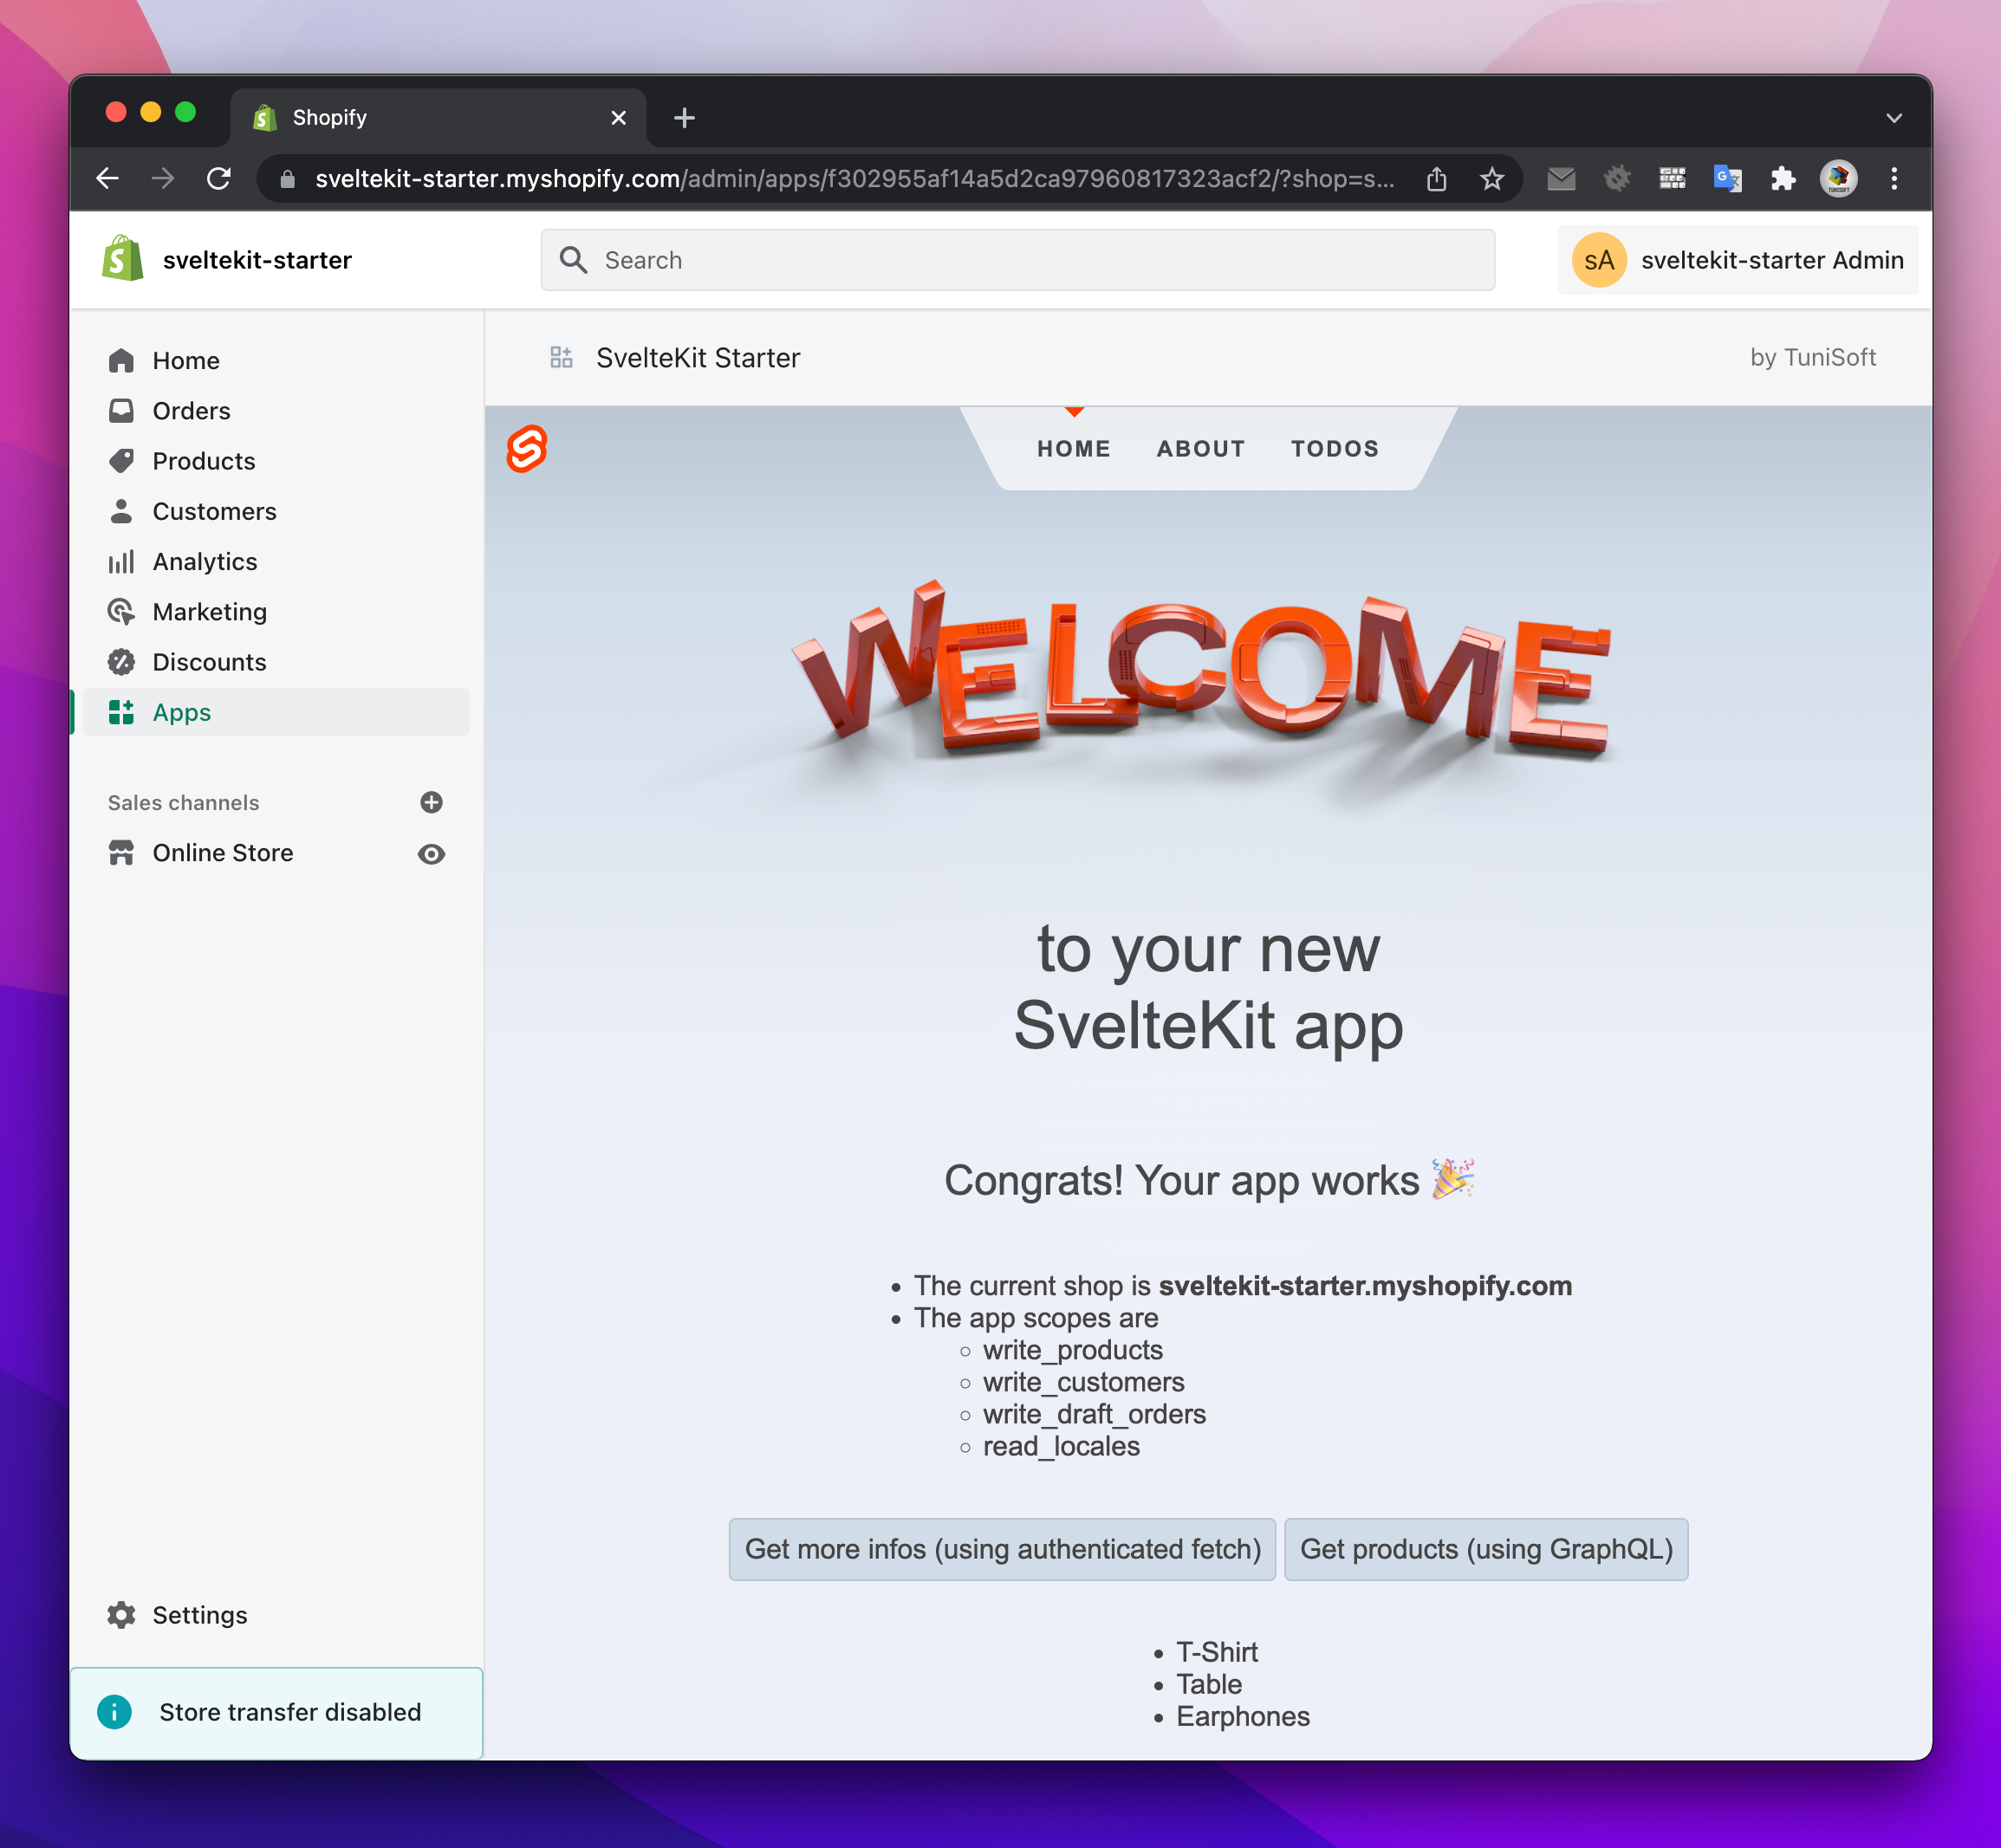 Shopify
sveltekit-starter.myshopify.com/admin/apps/f302955af14a5d2ca97960817323acf2/?shop=s...
sveltekit-starter
Search
sA
sveltekit-starter Admin
Home
Orders
Products
Customers
Analytics
Marketing
Discounts
Apps
Sales channels
Online Store
Settings
Store transfer disabled
SvelteKit Starter
by TuniSoft
HOME
ABOUT
TODOS
WELCOME
to your new
SvelteKit app
Congrats! Your app works 🎉
• The current shop is sveltekit-starter.myshopify.com
• The app scopes are
◦ write_products
◦ write_customers
◦ write_draft_orders
◦ read_locales
Get more infos (using authenticated fetch)
Get products (using GraphQL)
• T-Shirt
• Table
• Earphones